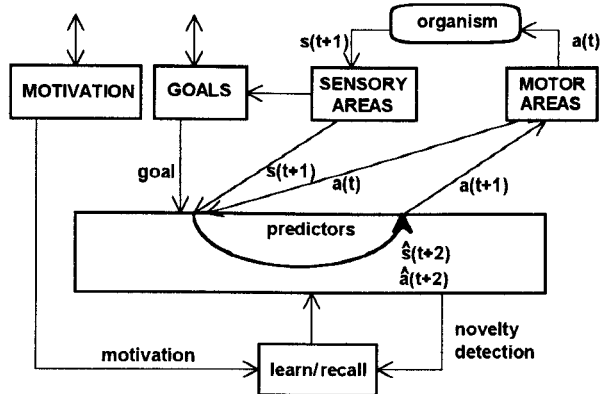 organism
s(t+1)
a(t)
MOTIVATION
GOALS
SENSORY
AREAS
MOTOR
AREAS
goal
s(t+1)
a(t)
a(t+1)
predictors
ŝ(t+2)
â(t+2)
motivation
learn/recall
novelty
detection